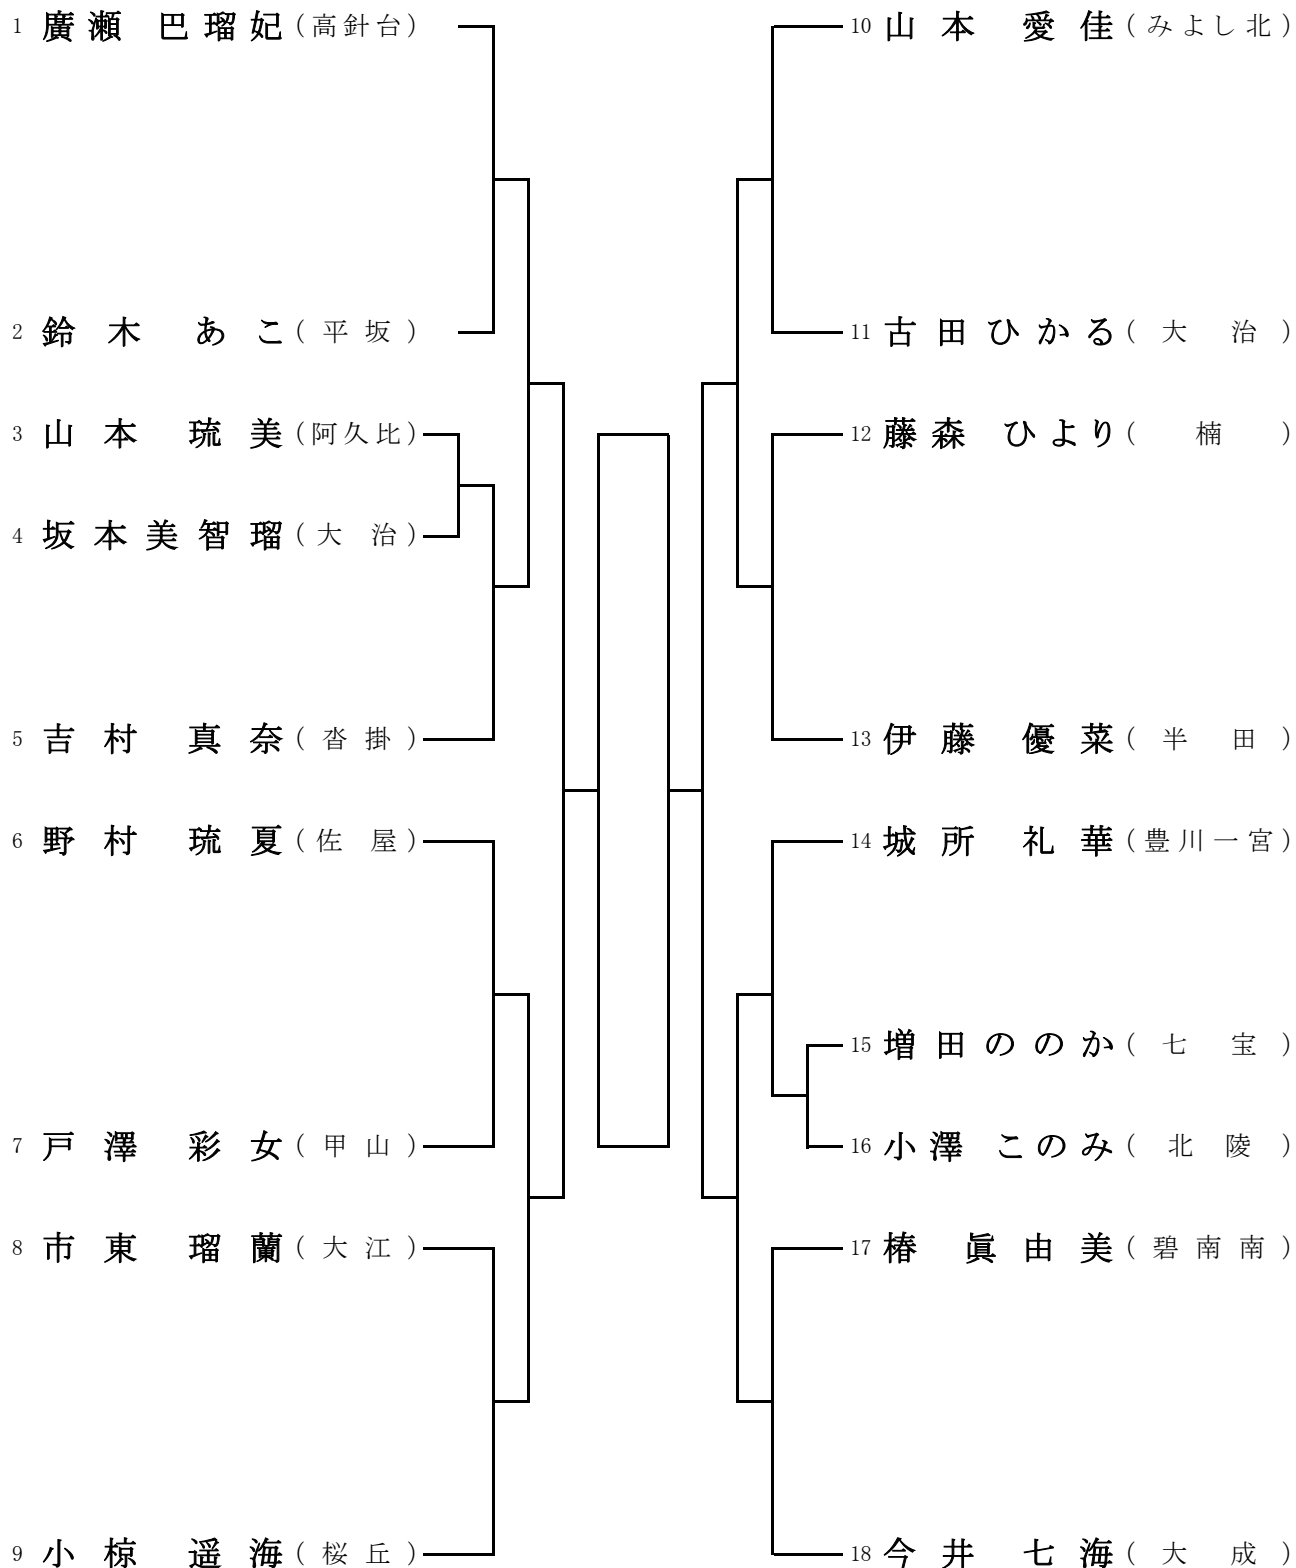 1 廣瀬 巴瑠妃 (高針台)
2 鈴木 あこ (平坂)
3 山本 琉美 (阿久比)
4 坂本美智瑠 (大治)
5 吉村 真奈 (沓掛)
6 野村 琉夏 (佐屋)
7 戸澤 彩女 (甲山)
8 市東 瑠蘭 (大江)
9 小椋 遥海 (桜丘)
10 山本 愛佳 (みよし北)
11 古田ひかる (大治)
12 藤森 ひより (楠)
13 伊藤 優菜 (半田)
14 城所 礼華 (豊川一宮)
15 増田ののか (七宝)
16 小澤 このみ (北陵)
17 椿 眞由美 (碧南南)
18 今井 七海 (大成)